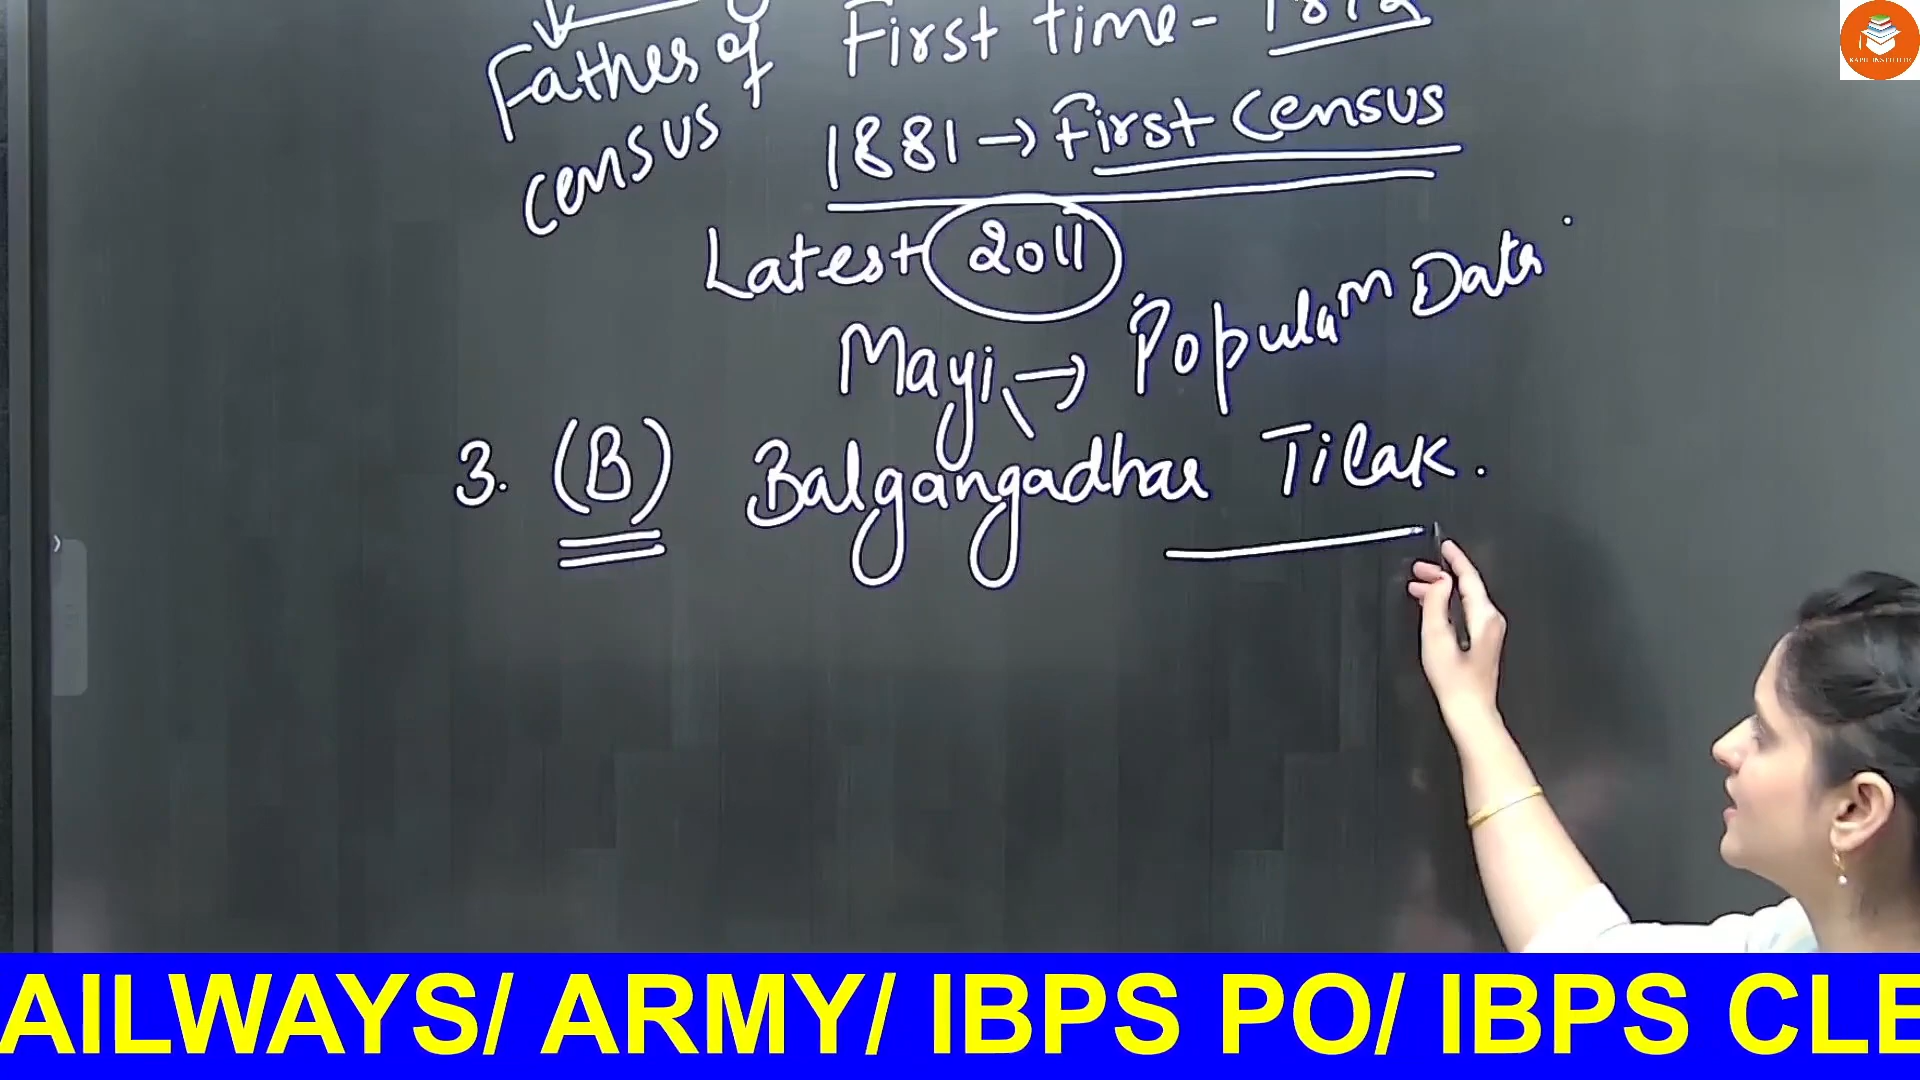 Father of
census
First time - 1872
1881 → First Census
Latest 2011
Mayi → Populam Data
3. (B) Balgangadhar Tilak.
AILWAYS/ ARMY/ IBPS PO/ IBPS CLE